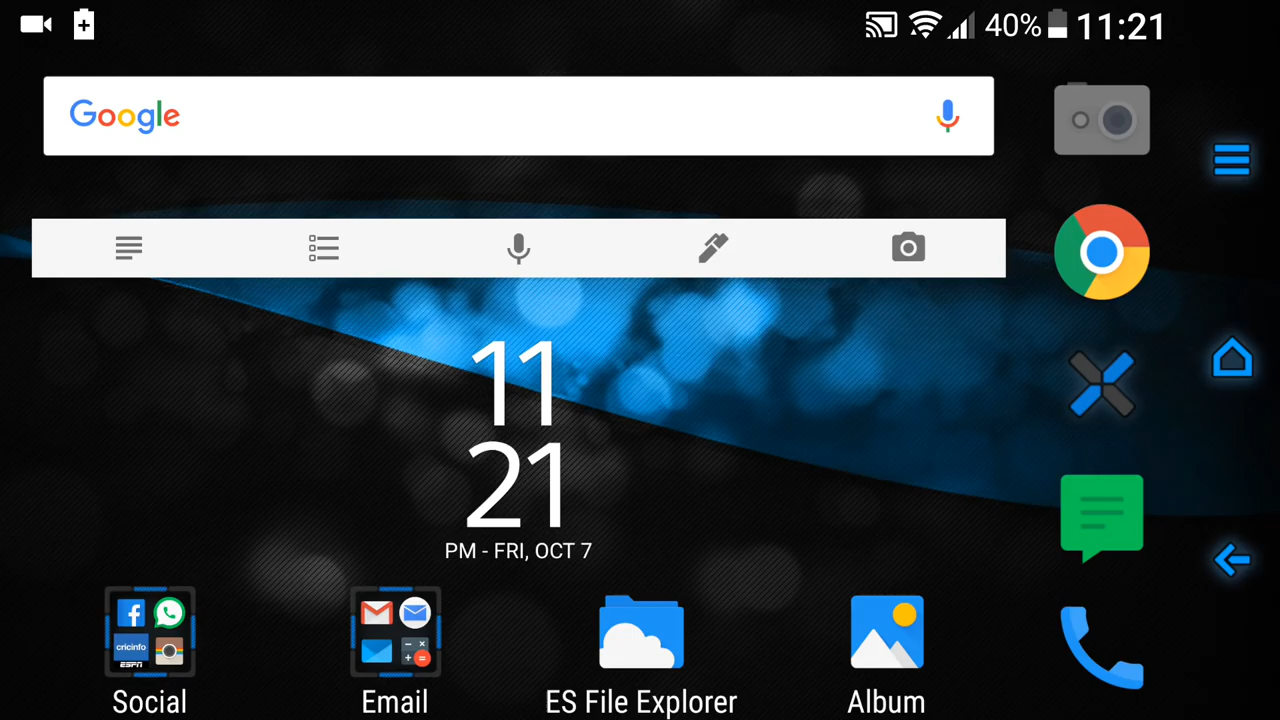 40% 11:21
Google
11
21
PM - FRI, OCT 7
cricinfo
ESPN
Social
Email
ES File Explorer
Album